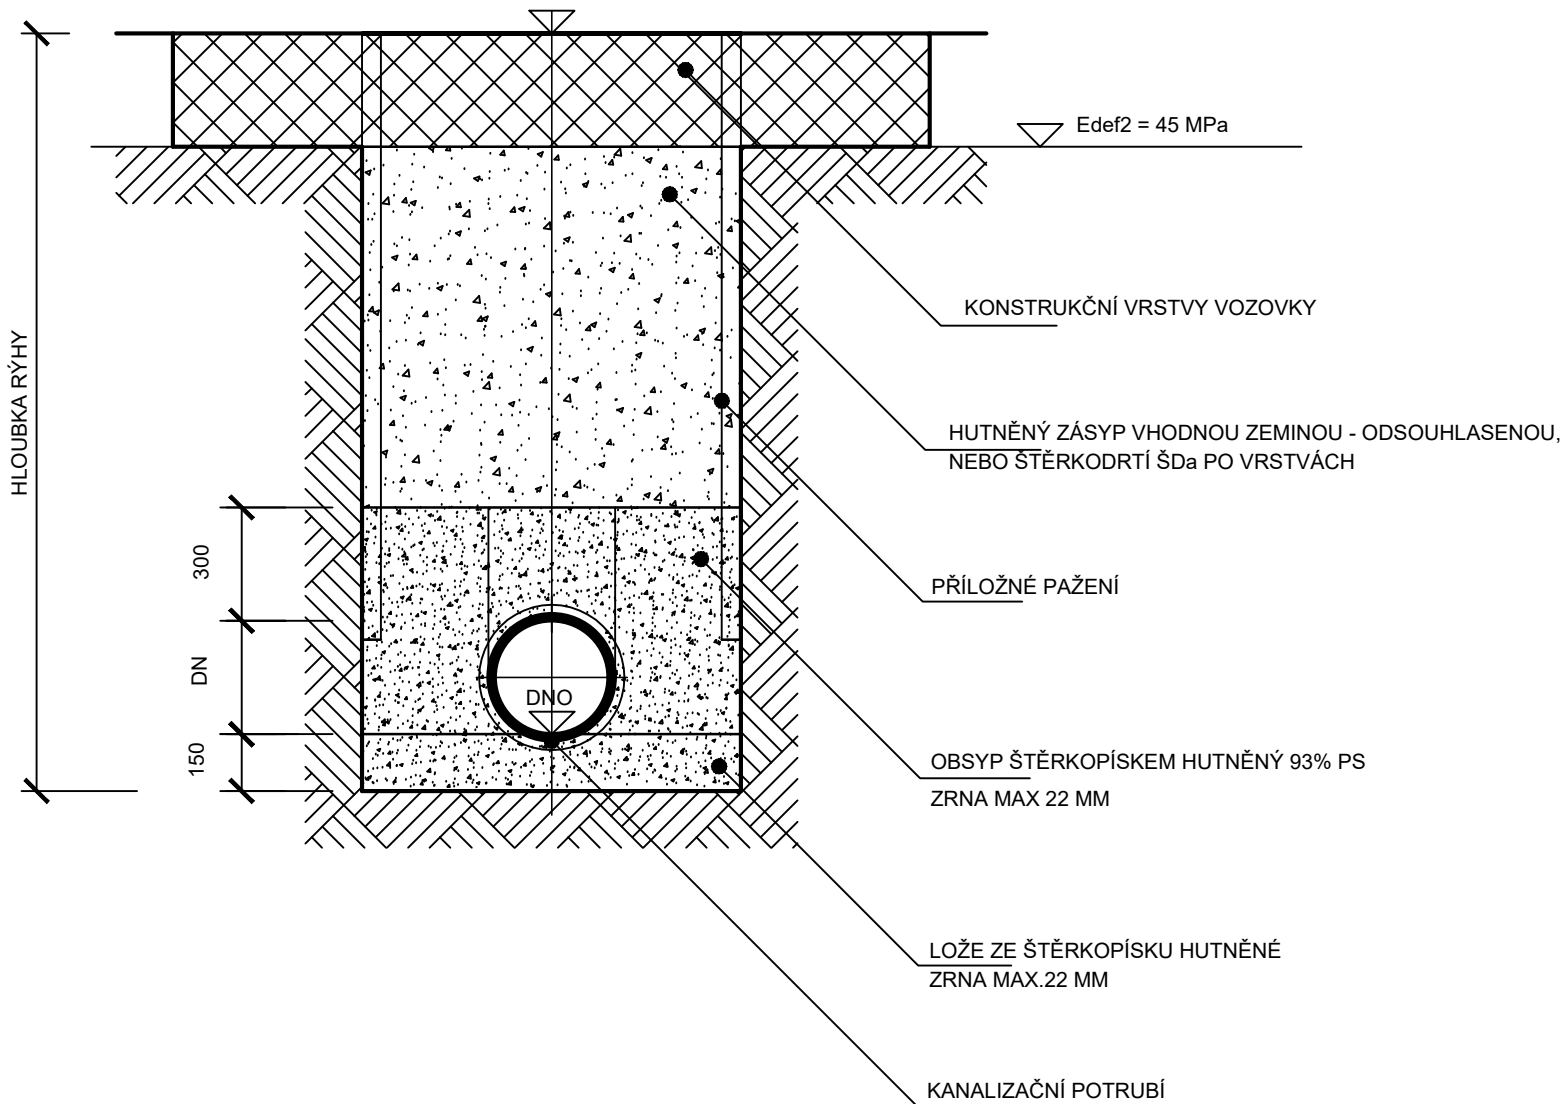 Edef2 = 45 MPa
KONSTRUKČNÍ VRSTVY VOZOVKY
HLOUBKA RÝHY
HUTNĚNÝ ZÁSYP VHODNOU ZEMINOU - ODSOUHLASENOU,
NEBO ŠTĚRKODRTÍ ŠDa PO VRSTVÁCH
300
PŘÍLOŽNÉ PAŽENÍ
DN
DNO
150
OBSYP ŠTĚRKOPÍSKEM HUTNĚNÝ 93% PS
ZRNA MAX 22 MM
LOŽE ZE ŠTĚRKOPÍSKU HUTNĚNÉ
ZRNA MAX.22 MM
KANALIZAČNÍ POTRUBÍ